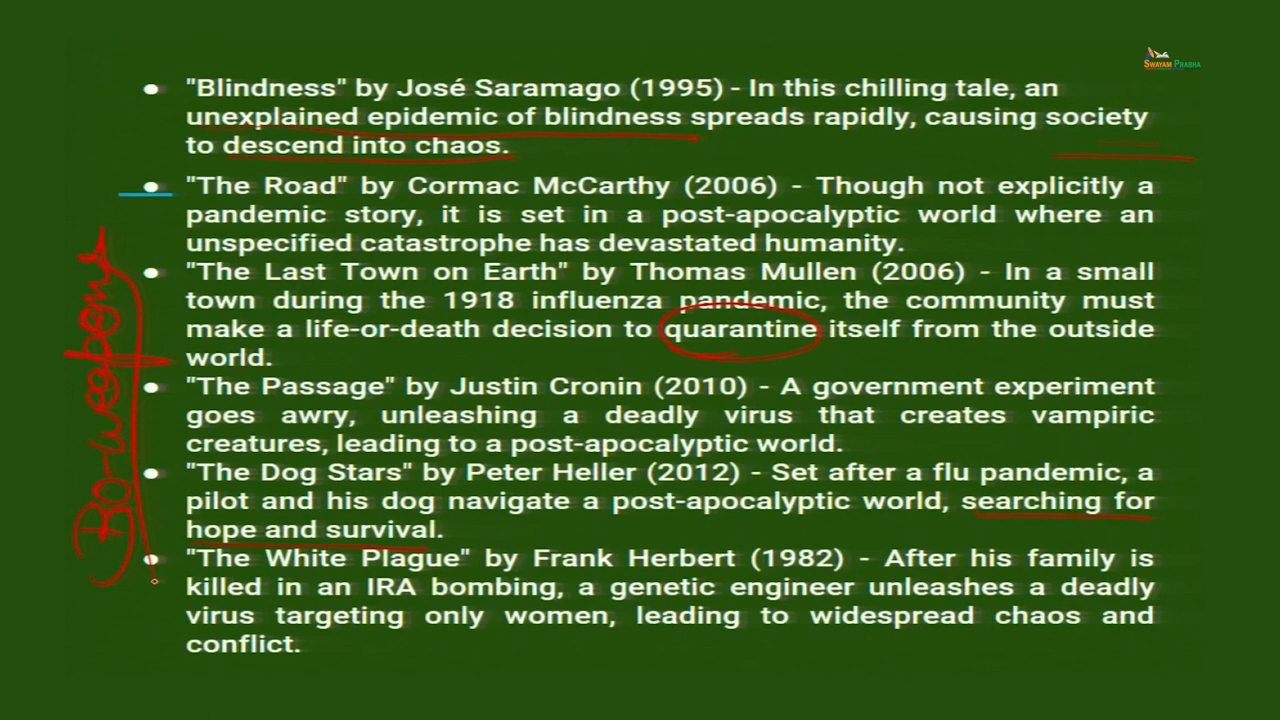 SWAYAM PRABHA
• "Blindness" by José Saramago (1995) - In this chilling tale, an
unexplained epidemic of blindness spreads rapidly, causing society
to descend into chaos.
• "The Road" by Cormac McCarthy (2006) - Though not explicitly a
pandemic story, it is set in a post-apocalyptic world where an
unspecified catastrophe has devastated humanity.
• "The Last Town on Earth" by Thomas Mullen (2006) - In a small
town during the 1918 influenza pandemic, the community must
make a life-or-death decision to quarantine itself from the outside
world.
• "The Passage" by Justin Cronin (2010) - A government experiment
goes awry, unleashing a deadly virus that creates vampiric
creatures, leading to a post-apocalyptic world.
• "The Dog Stars" by Peter Heller (2012) - Set after a flu pandemic, a
pilot and his dog navigate a post-apocalyptic world, searching for
hope and survival.
• "The White Plague" by Frank Herbert (1982) - After his family is
killed in an IRA bombing, a genetic engineer unleashes a deadly
virus targeting only women, leading to widespread chaos and
conflict.